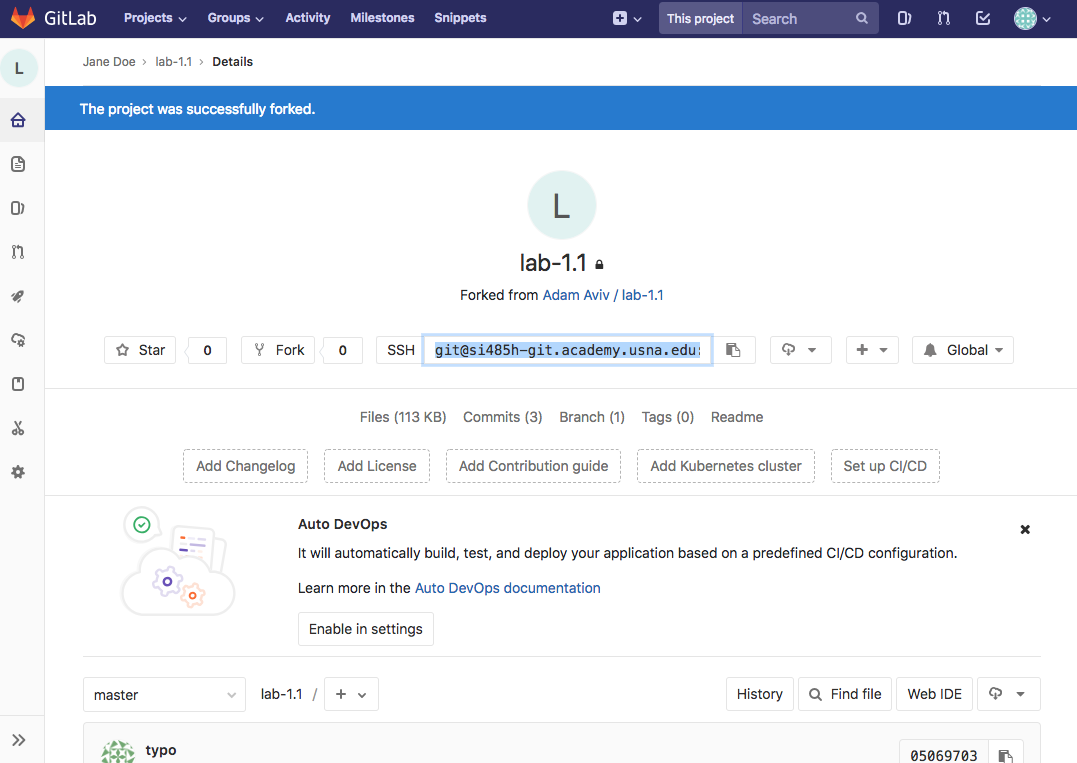 GitLab Projects Groups Activity Milestones Snippets This project Search
L Jane Doe › lab-1.1 › Details
The project was successfully forked.
L
lab-1.1
Forked from Adam Aviv / lab-1.1
Star 0 Fork 0 SSH git@si485h-git.academy.usna.edu: Global
Files (113 KB) Commits (3) Branch (1) Tags (0) Readme
Add Changelog Add License Add Contribution guide Add Kubernetes cluster Set up CI/CD
Auto DevOps
It will automatically build, test, and deploy your application based on a predefined CI/CD configuration.
Learn more in the Auto DevOps documentation
Enable in settings
master lab-1.1 / + History Find file Web IDE
typo 05069703